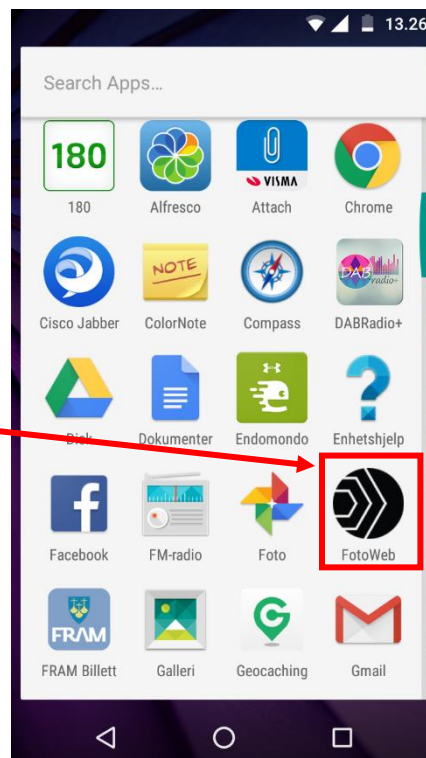 13.26
Search Apps...
180
VISMA
180 Alfresco Attach Chrome
NOTE
DAB
radio+
Cisco Jabber ColorNote Compass DABRadio+
Disk Dokumenter Endomondo Enhetshjelp
Facebook FM-radio Foto FotoWeb
FRAM
FRAM Billett Galleri Geocaching Gmail